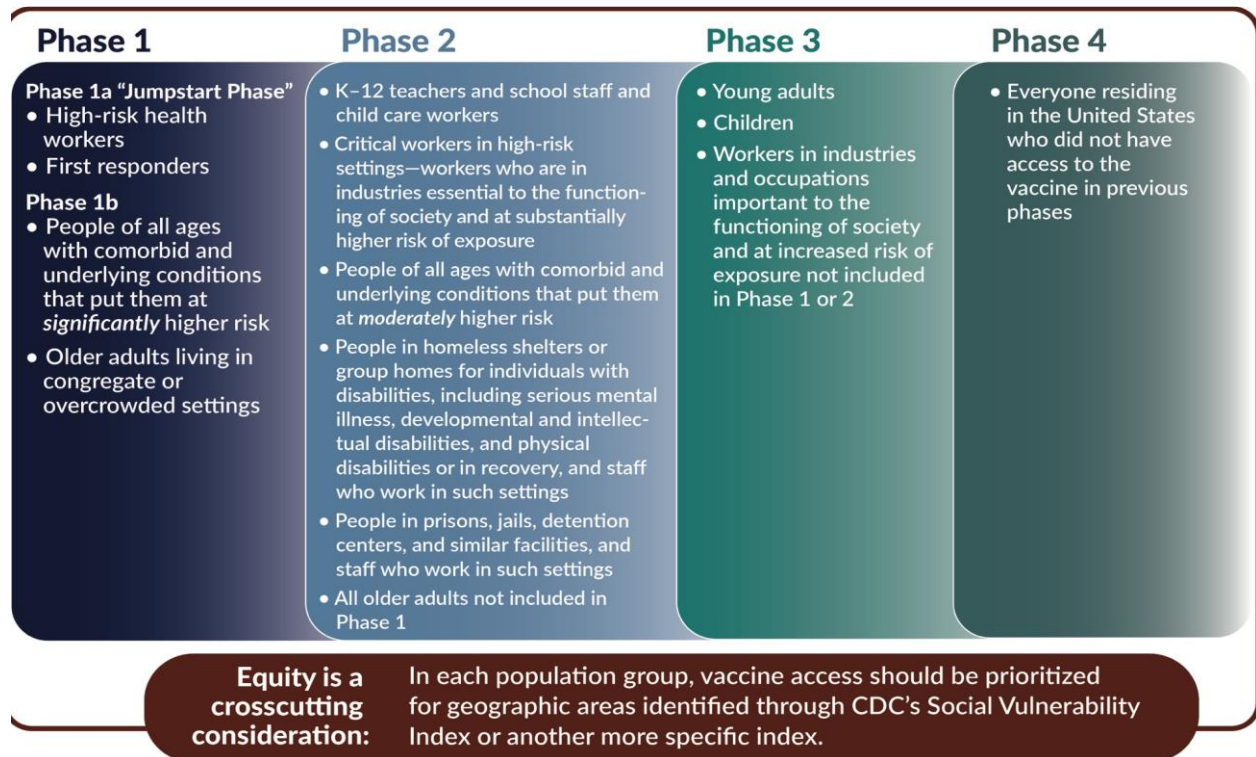 Phase 1
Phase 1a “Jumpstart Phase”
• High-risk health
workers
• First responders
Phase 1b
• People of all ages
with comorbid and
underlying conditions
that put them at
significantly higher risk
• Older adults living in
congregate or
overcrowded settings
Phase 2
• K–12 teachers and school staff and
child care workers
• Critical workers in high-risk
settings—workers who are in
industries essential to the function-
ing of society and at substantially
higher risk of exposure
• People of all ages with comorbid and
underlying conditions that put them
at moderately higher risk
• People in homeless shelters or
group homes for individuals with
disabilities, including serious mental
illness, developmental and intellec-
tual disabilities, and physical
disabilities or in recovery, and staff
who work in such settings
• People in prisons, jails, detention
centers, and similar facilities, and
staff who work in such settings
• All older adults not included in
Phase 1
Phase 3
• Young adults
• Children
• Workers in industries
and occupations
important to the
functioning of society
and at increased risk of
exposure not included
in Phase 1 or 2
Phase 4
• Everyone residing
in the United States
who did not have
access to the
vaccine in previous
phases
Equity is a
crosscutting
consideration:
In each population group, vaccine access should be prioritized
for geographic areas identified through CDC’s Social Vulnerability
Index or another more specific index.